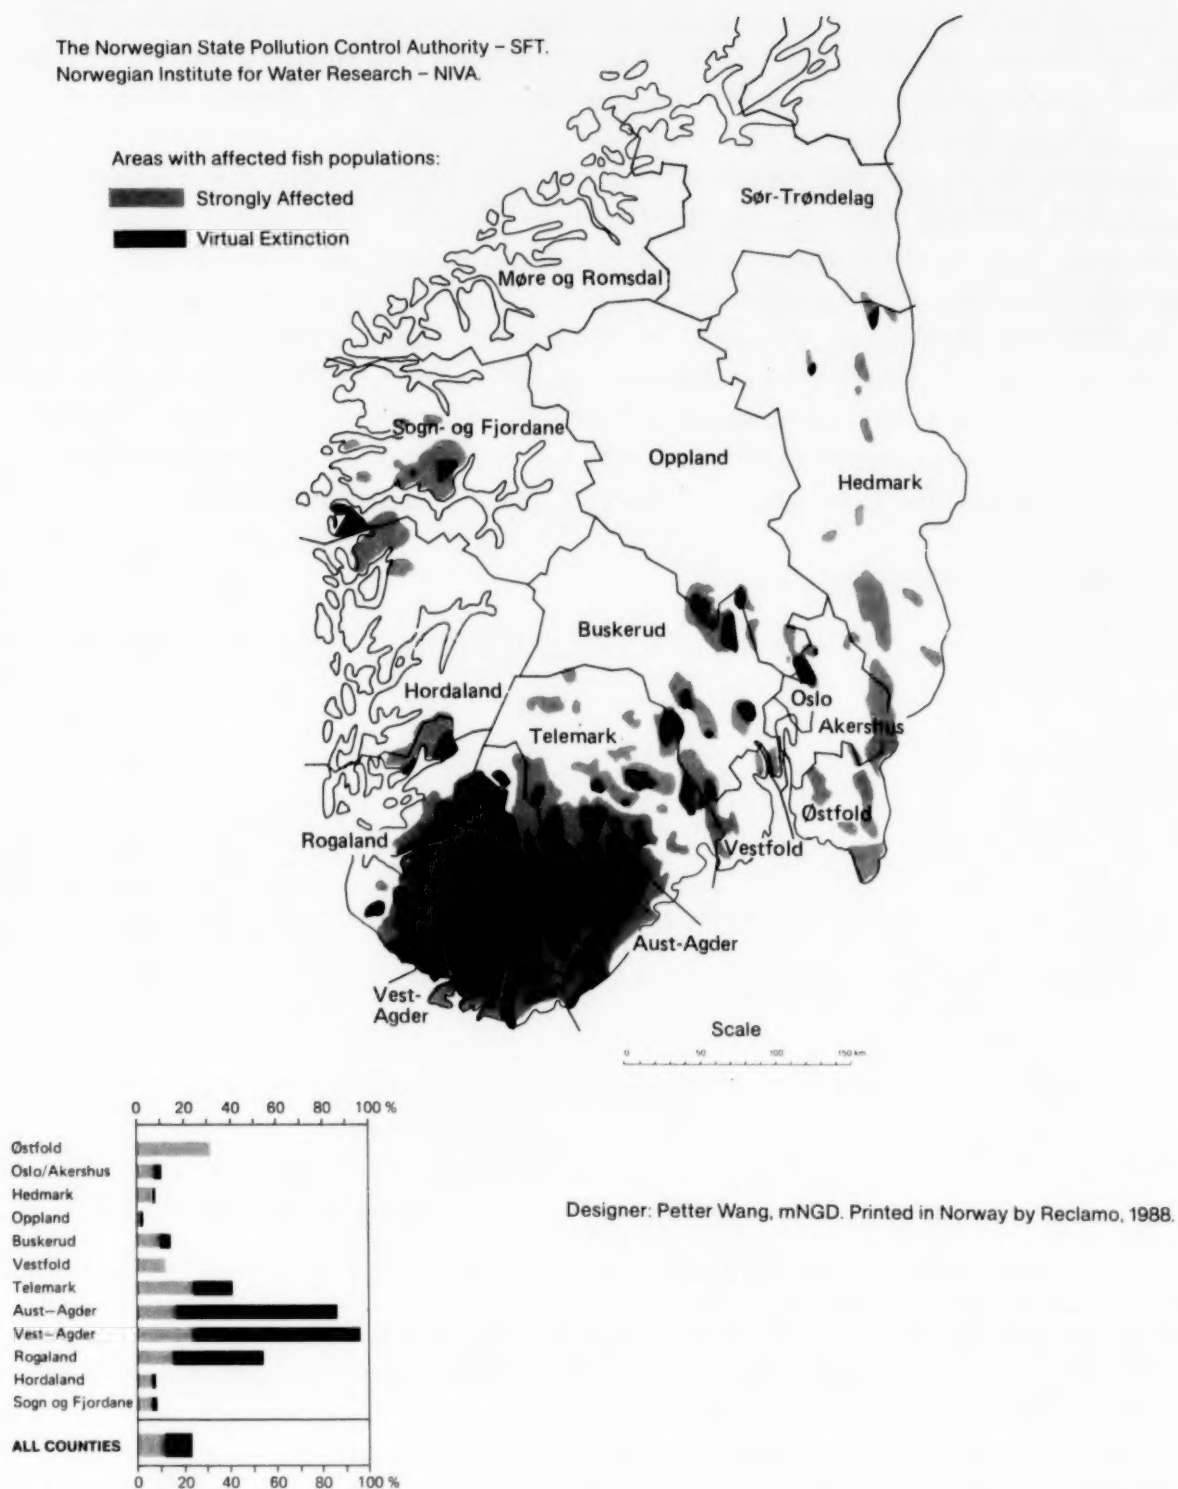 The Norwegian State Pollution Control Authority – SFT.
Norwegian Institute for Water Research – NIVA.
Areas with affected fish populations:
Strongly Affected
Virtual Extinction
Sør-Trøndelag
Møre og Romsdal
Sogn- og Fjordane
Oppland
Hedmark
Buskerud
Hordaland
Oslo
Akershus
Telemark
Østfold
Rogaland
Vestfold
Aust-Agder
Vest-
Agder
Scale
0 50 100 150 km
0 20 40 60 80 100 %
Østfold
Oslo/Akershus
Hedmark
Oppland
Buskerud
Vestfold
Telemark
Aust–Agder
Vest–Agder
Rogaland
Hordaland
Sogn og Fjordane
ALL COUNTIES
0 20 40 60 80 100 %
Designer: Petter Wang, mNGD. Printed in Norway by Reclamo, 1988.